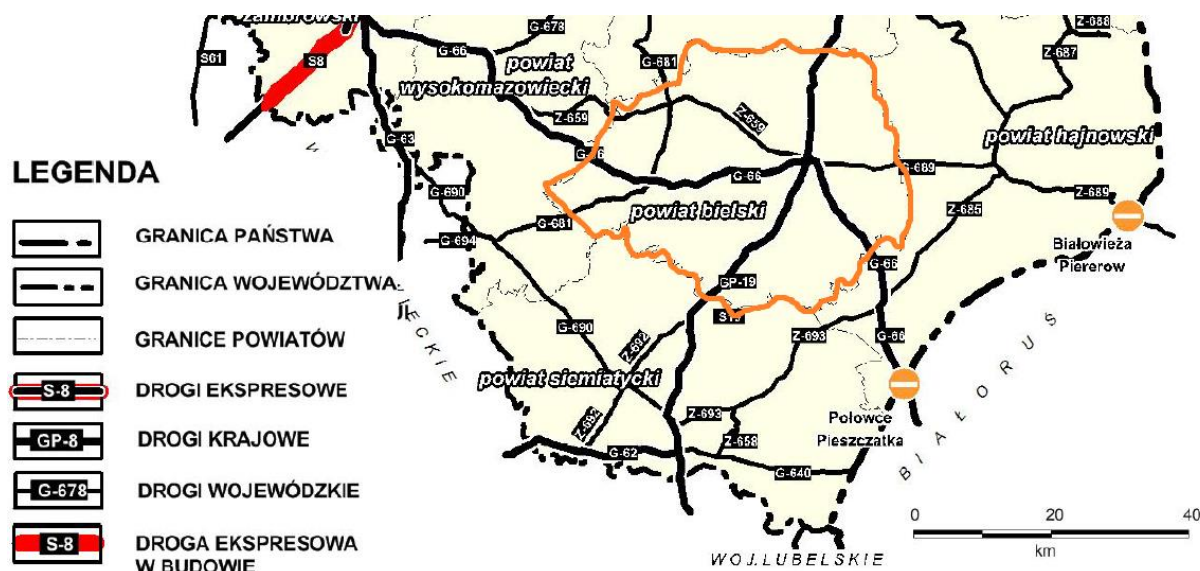 zambrowski
S61
S8
G-66
G-678
powiat
wysokomazowiecki
G-681
Z-688
Z-687
Z-659
Z-659
powiat hajnowski
G-63
G-66
G-689
Z-689
LEGENDA
G-690
powiat bielski
Z-685
G-681
G-694
Białowieża
Piererow
GRANICA PAŃSTWA
GRANICA WOJEWÓDZTWA
GRANICE POWIATÓW
S-8
DROGI EKSPRESOWE
GP-8
DROGI KRAJOWE
G-678
DROGI WOJEWÓDZKIE
S-8
DROGA EKSPRESOWA
W BUDOWIE
G-66
GP-19
S19
G-690
Z-692
Z-693
G-66
powiat siemiatycki
Z-692
Z-693
Z-658
G-62
G-640
Połowce
Pieszczatka
BIAŁORUŚ
WOJ.LUBELSKIE
0 20 40
km